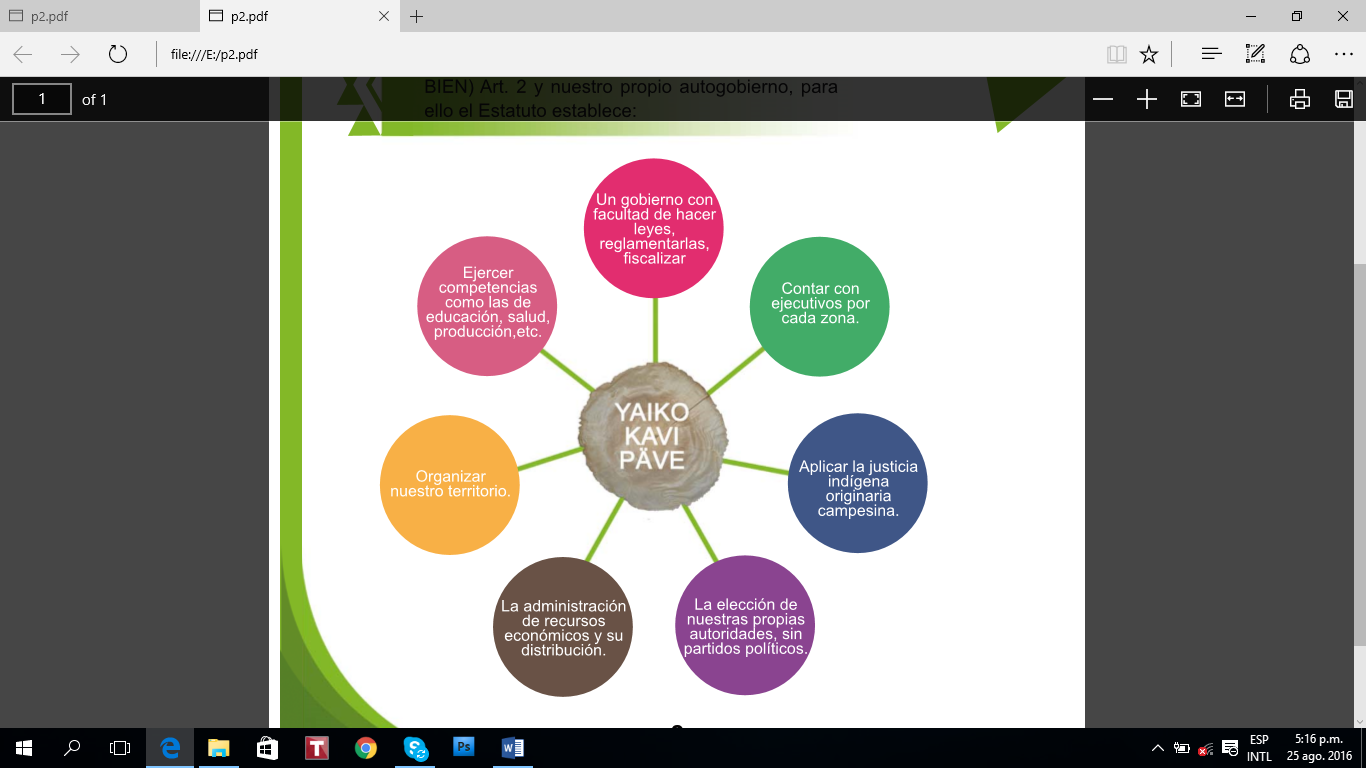 p2.pdf
p2.pdf
file:///E:/p2.pdf
1 of 1
BIEN) Art. 2 y nuestro propio autogobierno, para
ello el Estatuto establece:
Un gobierno con
facultad de hacer
leyes,
reglamentarlas,
fiscalizar
Contar con
ejecutivos por
cada zona.
Aplicar la justicia
indígena
originaria
campesina.
La elección de
nuestras propias
autoridades, sin
partidos políticos.
La administración
de recursos
económicos y su
distribución.
Organizar
nuestro territorio.
Ejercer
competencias
como las de
educación, salud,
producción,etc.
YAIKO
KAVI
PÄVE
T
Ps
W
ESP
INTL
5:16 p.m.
25 ago. 2016